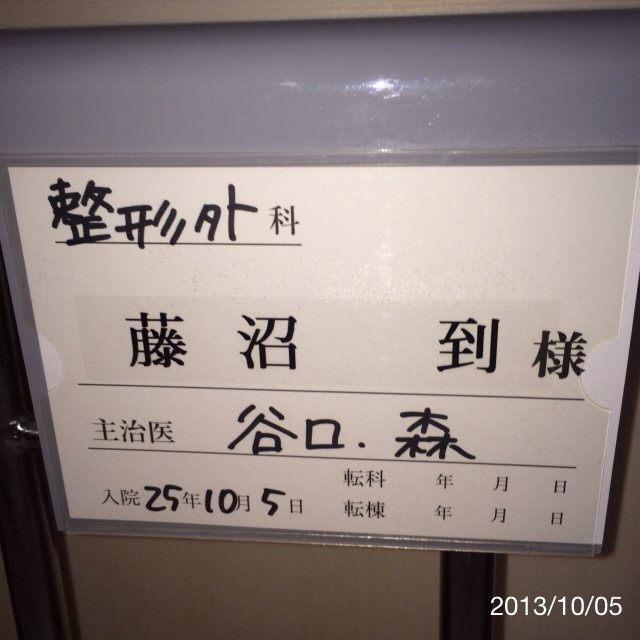 整形外科
藤沼 到 様
主治医 谷口.森
入院 25年10月5日
転科 年 月 日
転棟 年 月 日
2013/10/05